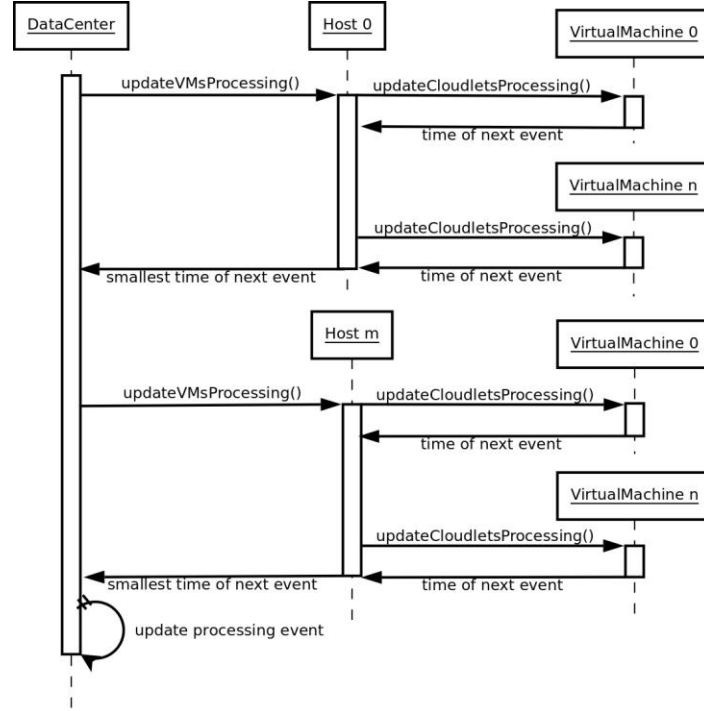 DataCenter
Host 0
VirtualMachine 0
updateVMsProcessing()
updateCloudletsProcessing()
time of next event
VirtualMachine n
updateCloudletsProcessing()
smallest time of next event
time of next event
Host m
VirtualMachine 0
updateVMsProcessing()
updateCloudletsProcessing()
time of next event
VirtualMachine n
updateCloudletsProcessing()
smallest time of next event
time of next event
update processing event